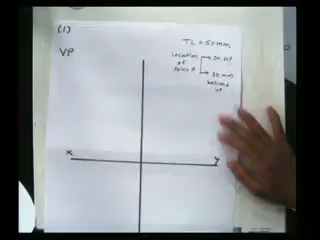 (1)
TL = 50mm
VP
Location → on HP
of
Point P → 30 mm
behind
VP
x y